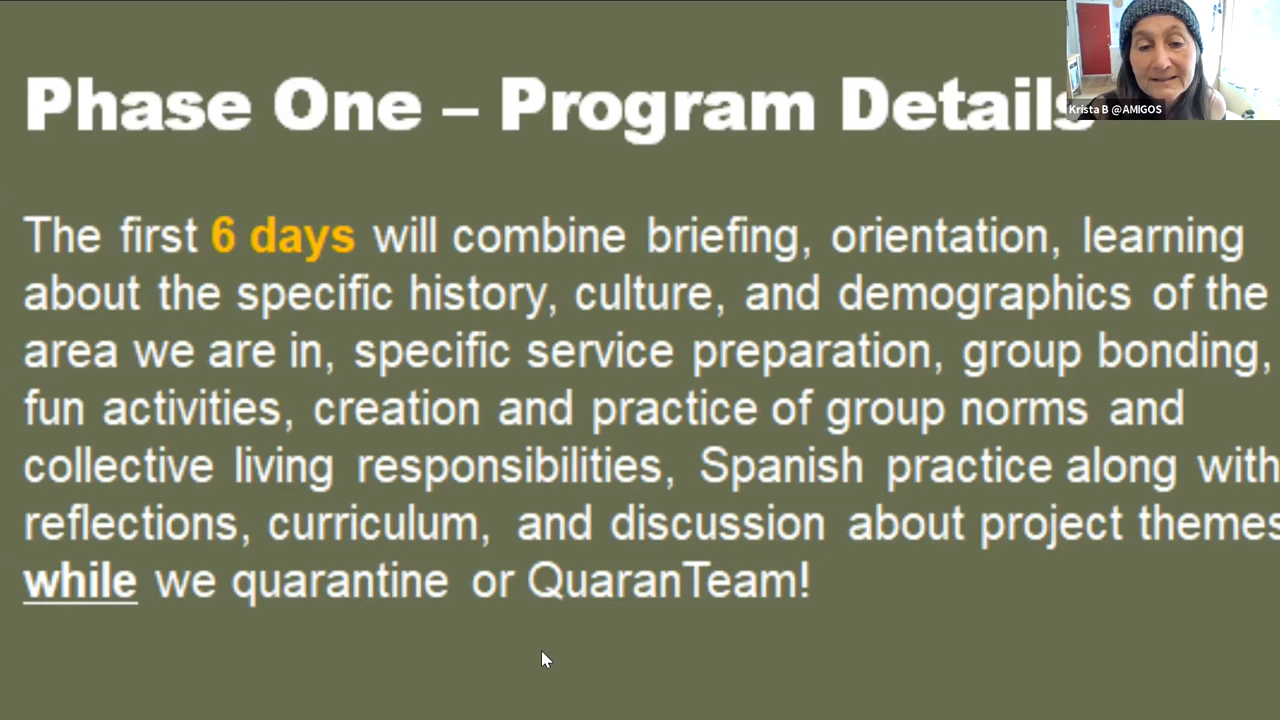 Phase One – Program Details
Krista B @AMIGOS
The first 6 days will combine briefing, orientation, learning
about the specific history, culture, and demographics of the
area we are in, specific service preparation, group bonding,
fun activities, creation and practice of group norms and
collective living responsibilities, Spanish practice along with
reflections, curriculum, and discussion about project themes
while we quarantine or QuaranTeam!